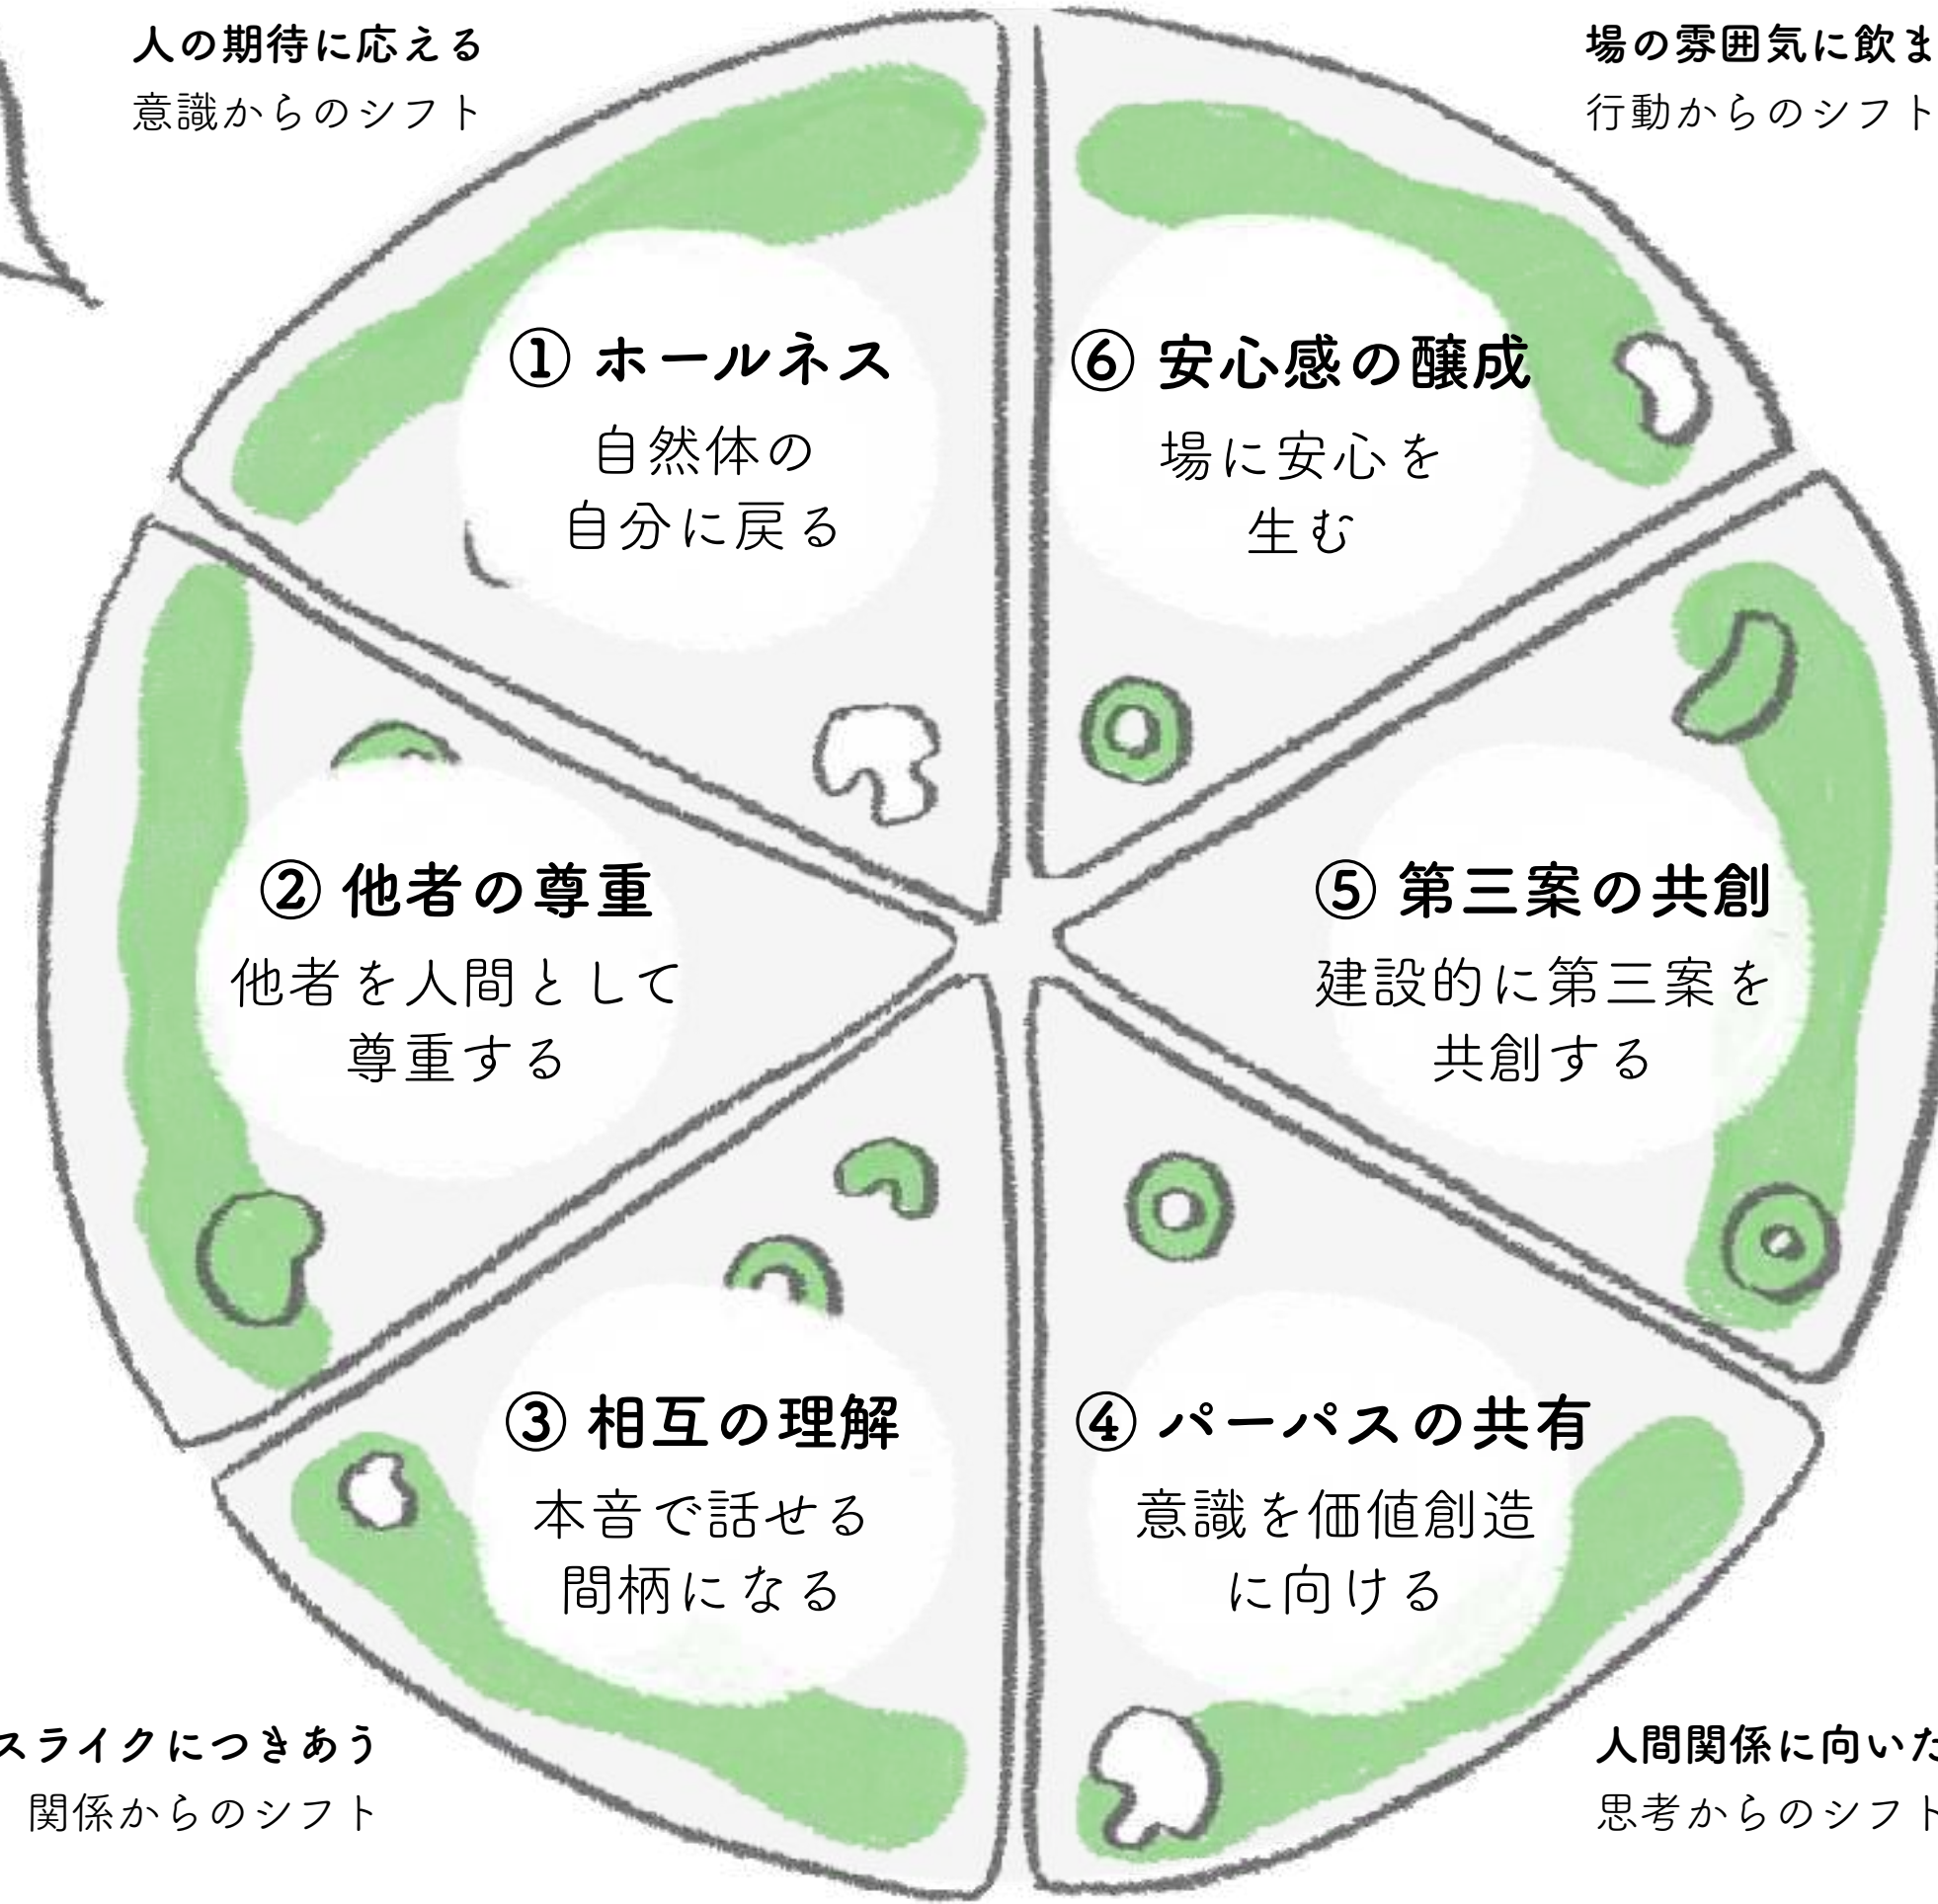 人の期待に応える
意識からのシフト
場の雰囲気に飲ま
行動からのシフト
① ホールネス
自然体の
自分に戻る
⑥ 安心感の醸成
場に安心を
生む
② 他者の尊重
他者を人間として
尊重する
⑤ 第三案の共創
建設的に第三案を
共創する
③ 相互の理解
本音で話せる
間柄になる
④ パーパスの共有
意識を価値創造
に向ける
スライクにつきあう
関係からのシフト
人間関係に向いた
思考からのシフト